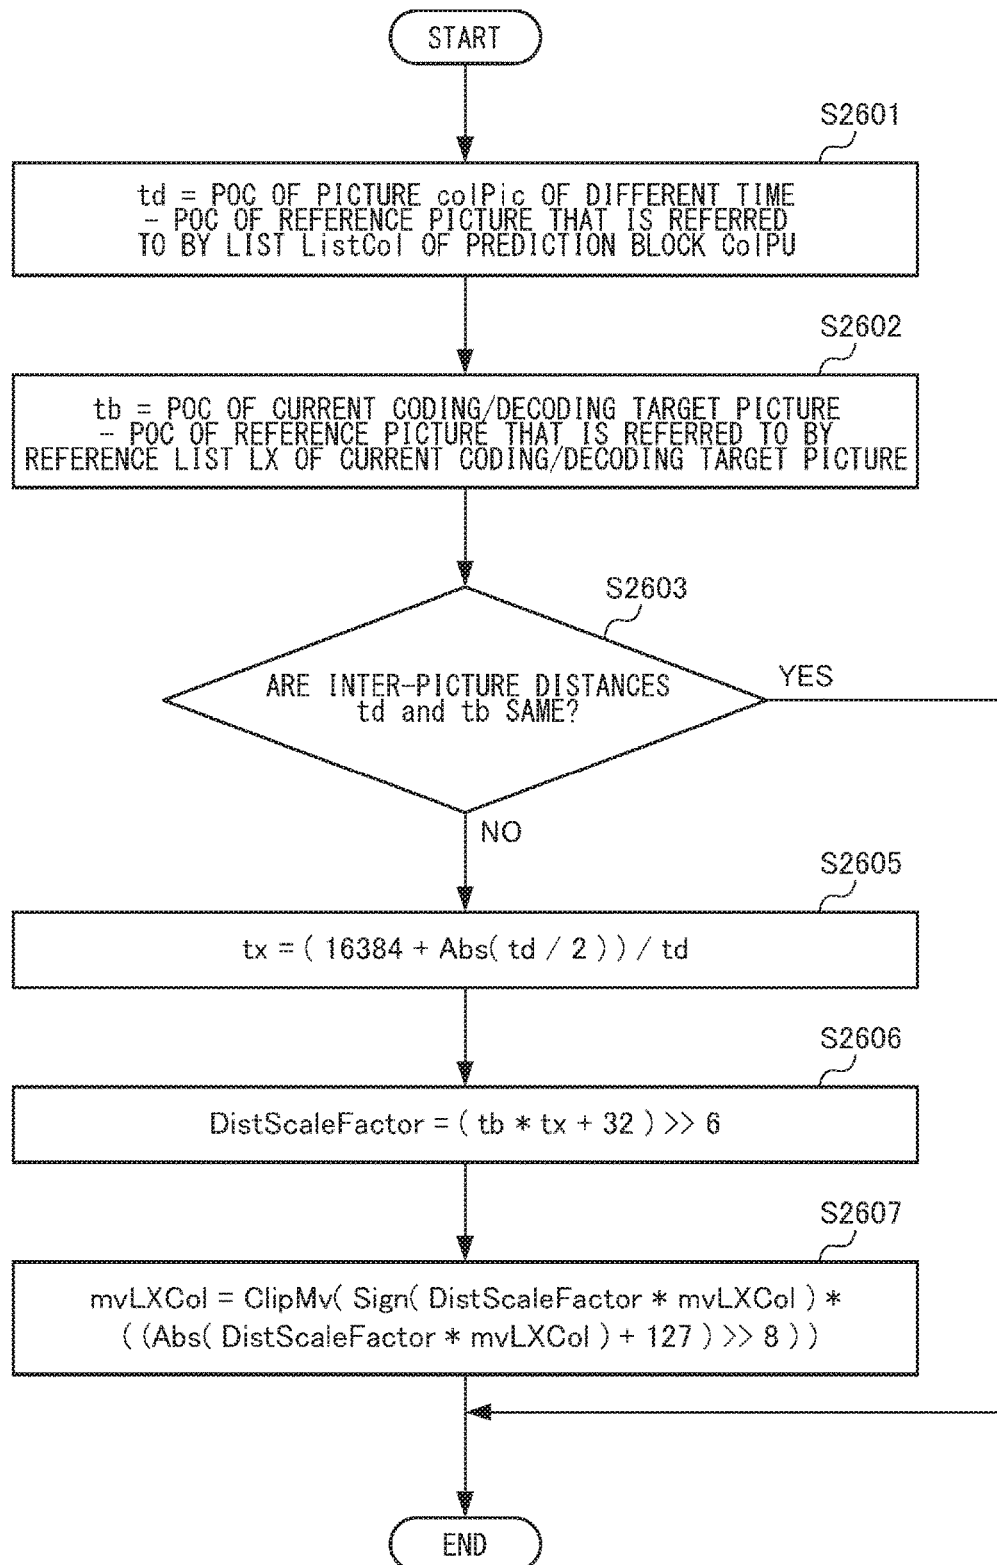 START
S2601
td = POC OF PICTURE colPic OF DIFFERENT TIME
- POC OF REFERENCE PICTURE THAT IS REFERRED
TO BY LIST ListCol OF PREDICTION BLOCK ColPU
S2602
tb = POC OF CURRENT CODING/DECODING TARGET PICTURE
- POC OF REFERENCE PICTURE THAT IS REFERRED TO BY
REFERENCE LIST LX OF CURRENT CODING/DECODING TARGET PICTURE
S2603
ARE INTER-PICTURE DISTANCES
td and tb SAME?
YES
NO
S2605
tx = ( 16384 + Abs( td / 2 ) ) / td
S2606
DistScaleFactor = ( tb * tx + 32 ) >> 6
S2607
mvLXCol = ClipMv( Sign( DistScaleFactor * mvLXCol ) *
( (Abs( DistScaleFactor * mvLXCol ) + 127 ) >> 8 ) )
END